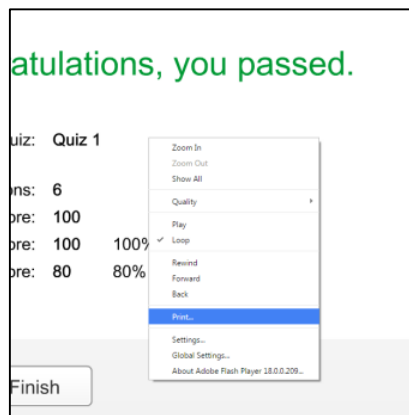 atulations, you passed.
uiz: Quiz 1
ons: 6
ore: 100
ore: 100 100%
ore: 80 80%
Zoom In
Zoom Out
Show All
Quality
Play
Loop
Rewind
Forward
Back
Print...
Settings...
Global Settings...
About Adobe Flash Player 18.0.0.209...
Finish